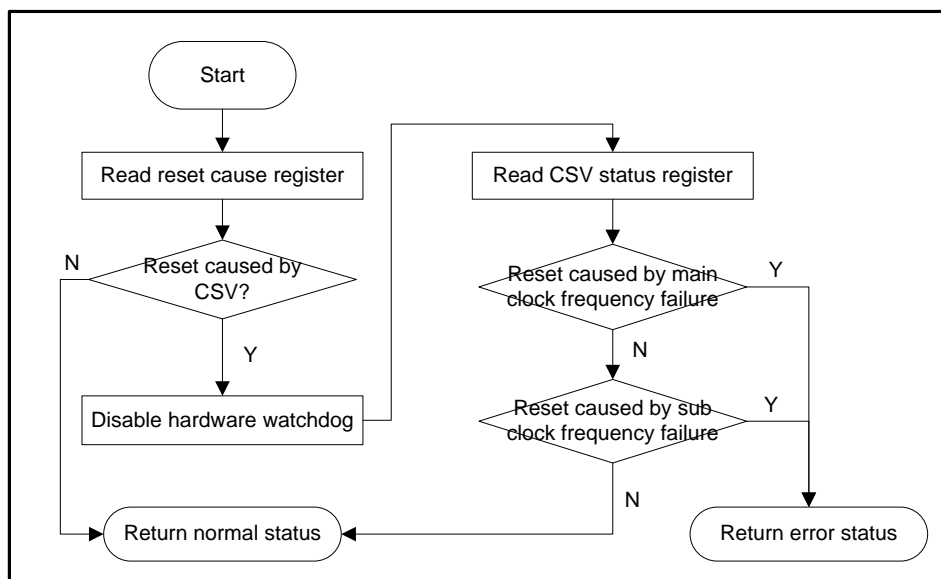 Start
Read reset cause register
N
Reset caused by
CSV?
Y
Disable hardware watchdog
Read CSV status register
Reset caused by main
clock frequency failure
Y
N
Reset caused by sub
clock frequency failure
Y
N
Return normal status
Return error status